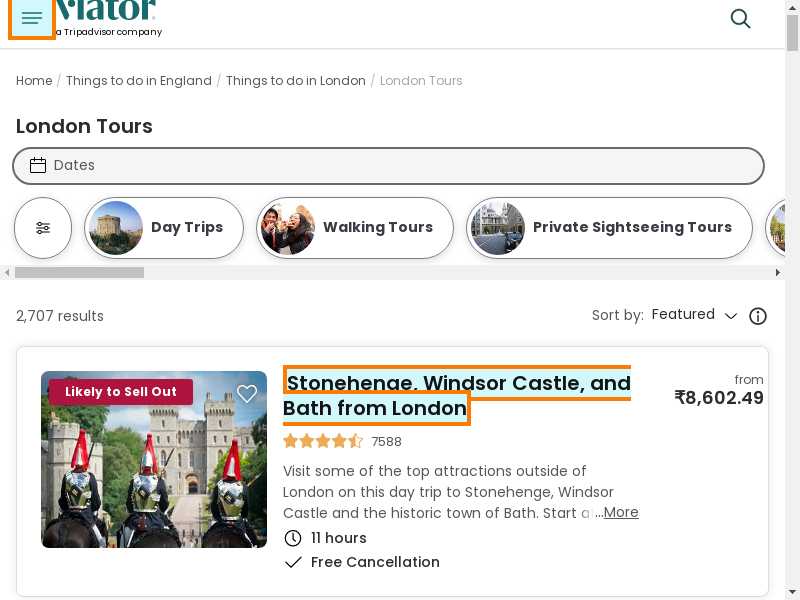 viator
a Tripadvisor company
Home / Things to do in England / Things to do in London / London Tours
London Tours
Dates
Day Trips
Walking Tours
Private Sightseeing Tours
2,707 results
Sort by: Featured
Likely to Sell Out
Stonehenge, Windsor Castle, and
Bath from London
from
₹8,602.49
7588
Visit some of the top attractions outside of
London on this day trip to Stonehenge, Windsor
Castle and the historic town of Bath. Start a...More
11 hours
Free Cancellation